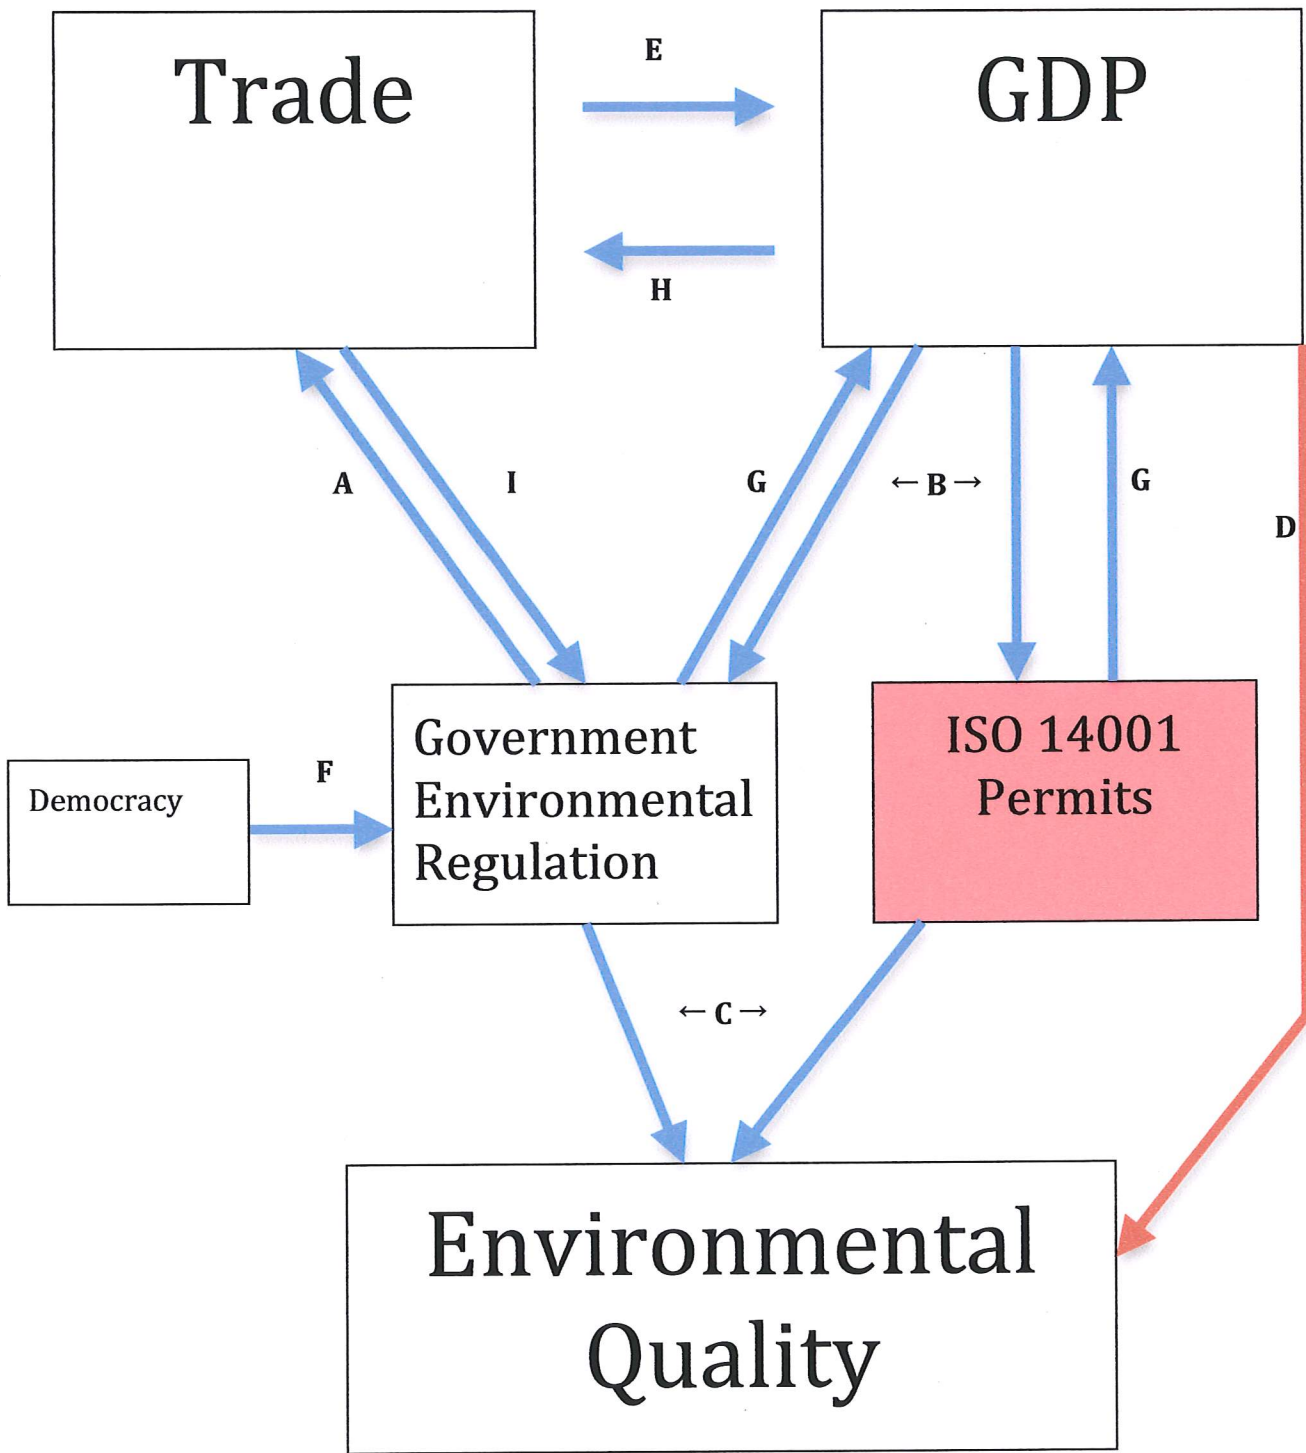 Trade
E
GDP
H
A
I
G
← B →
G
D
Government
Environmental
Regulation
ISO 14001
Permits
Democracy
F
← C →
Environmental
Quality